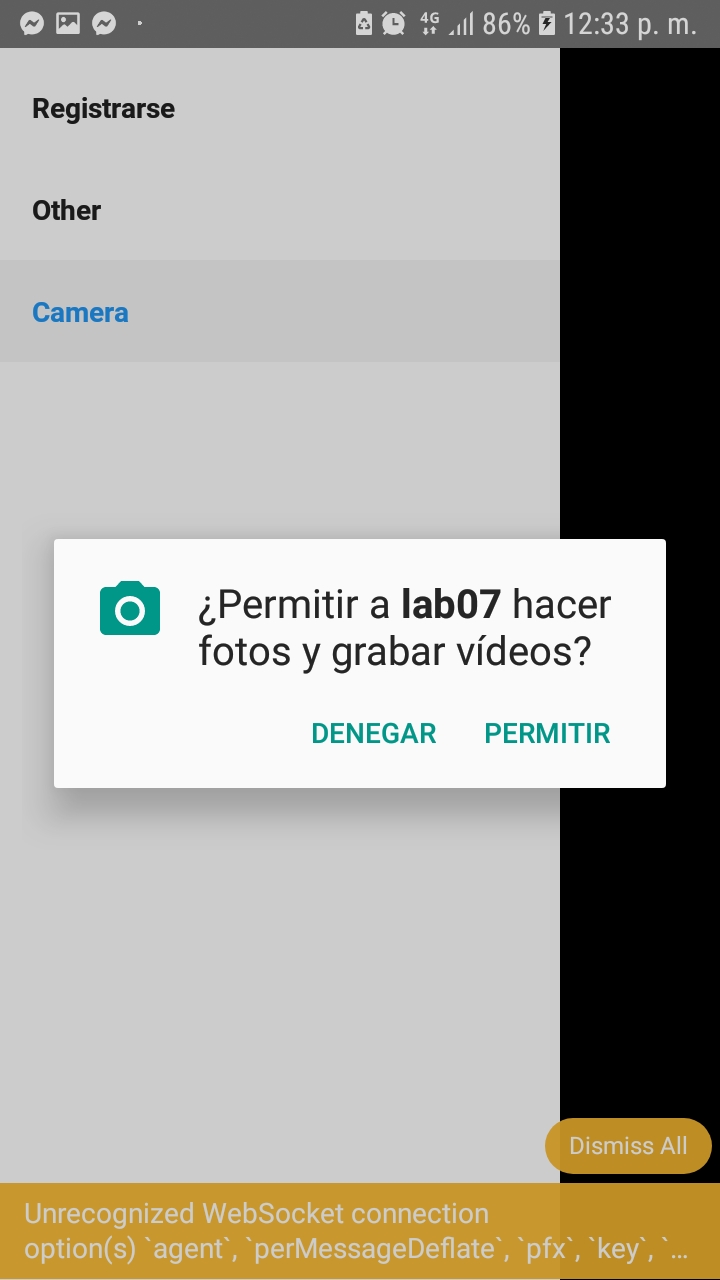 4G 86% 12:33 p. m.
Registrarse
Other
Camera
¿Permitir a lab07 hacer
fotos y grabar vídeos?
DENEGAR PERMITIR
Dismiss All
Unrecognized WebSocket connection
option(s) `agent`, `perMessageDeflate`, `pfx`, `key`, `...